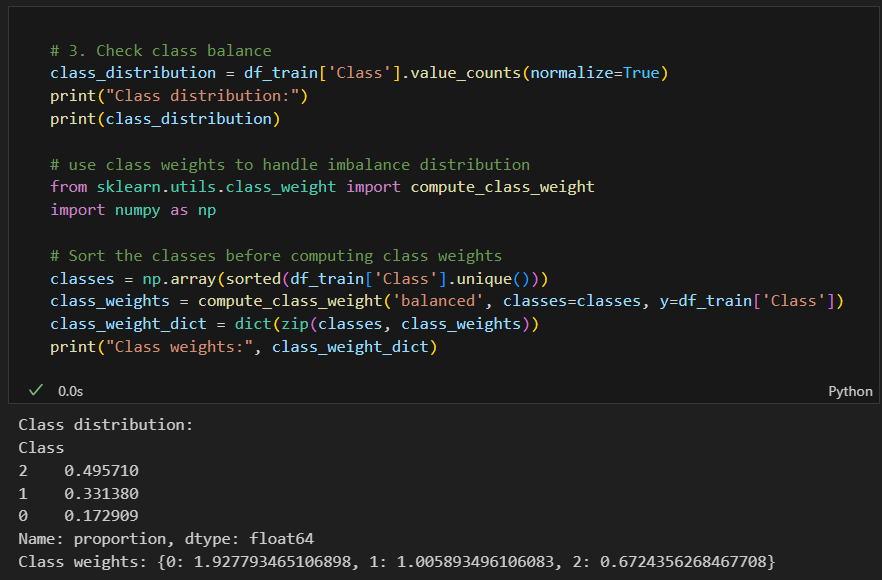 # 3. Check class balance
class_distribution = df_train['Class'].value_counts(normalize=True)
print("Class distribution:")
print(class_distribution)
# use class weights to handle imbalance distribution
from sklearn.utils.class_weight import compute_class_weight
import numpy as np
# Sort the classes before computing class weights
classes = np.array(sorted(df_train['Class'].unique()))
class_weights = compute_class_weight('balanced', classes=classes, y=df_train['Class'])
class_weight_dict = dict(zip(classes, class_weights))
print("Class weights:", class_weight_dict)
0.0s Python
Class distribution:
Class
2    0.495710
1    0.331380
0    0.172909
Name: proportion, dtype: float64
Class weights: {0: 1.927793465106898, 1: 1.005893496106083, 2: 0.6724356268467708}